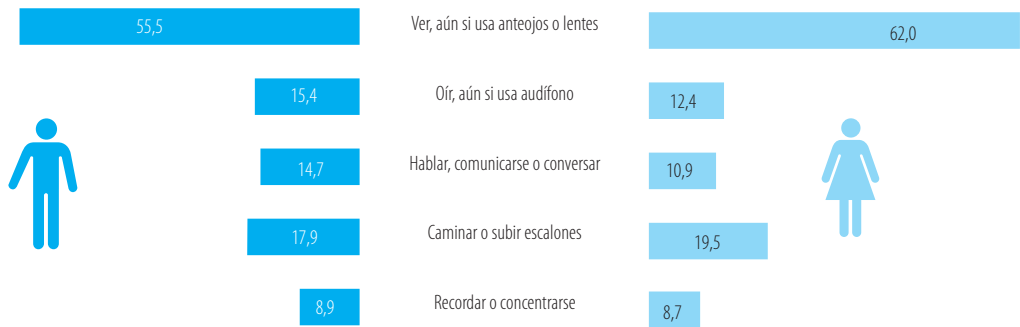 55,5 Ver, aún si usa anteojos o lentes 62,0
15,4 Oír, aún si usa audífono 12,4
14,7 Hablar, comunicarse o conversar 10,9
17,9 Caminar o subir escalones 19,5
8,9 Recordar o concentrarse 8,7